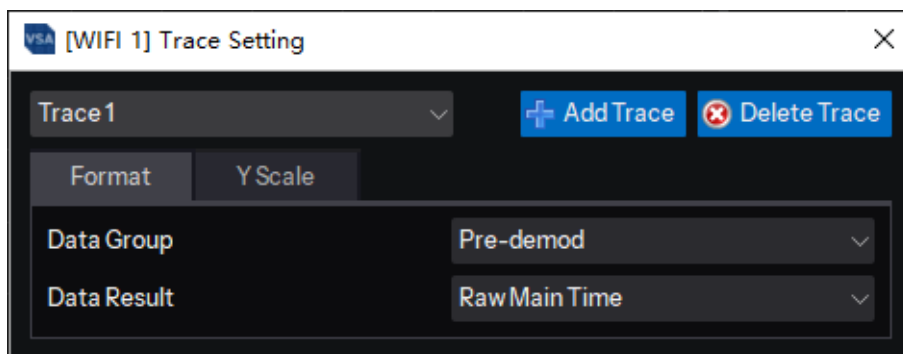 VSA [WIFI 1] Trace Setting
Trace 1 Add Trace Delete Trace
Format Y Scale
Data Group Pre-demod
Data Result Raw Main Time